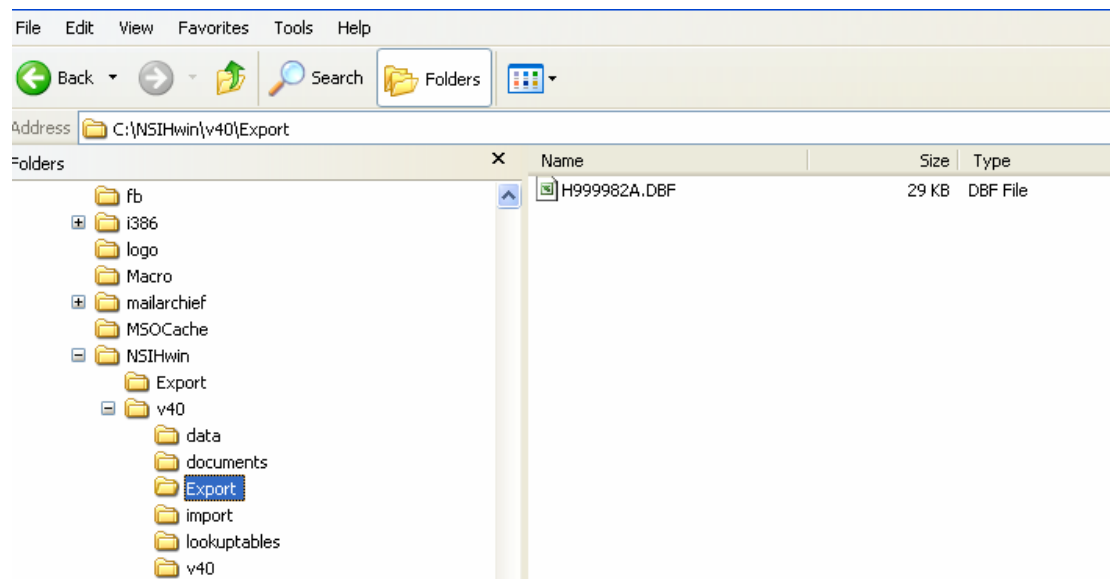 File Edit View Favorites Tools Help
Back Search Folders
Address C:\NSIHwin\v40\Export
Folders
fb
i386
logo
Macro
mailarchief
MSOCache
NSIHwin
Export
v40
data
documents
Export
import
lookuptables
v40
Name Size Type
H999982A.DBF 29 KB DBF File